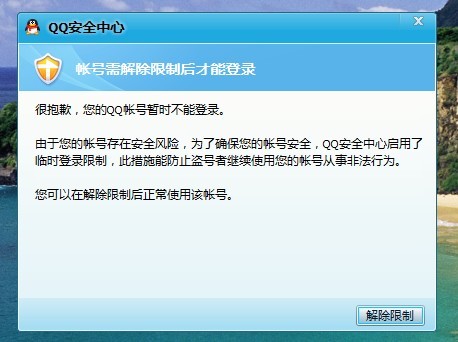 QQ安全中心
帐号需解除限制后才能登录
很抱歉，您的QQ帐号暂时不能登录。
由于您的帐号存在安全风险，为了确保您的帐号安全，QQ安全中心启用了
临时登录限制，此措施能防止盗号者继续使用您的帐号从事非法行为。
您可以在解除限制后正常使用该帐号。
解除限制